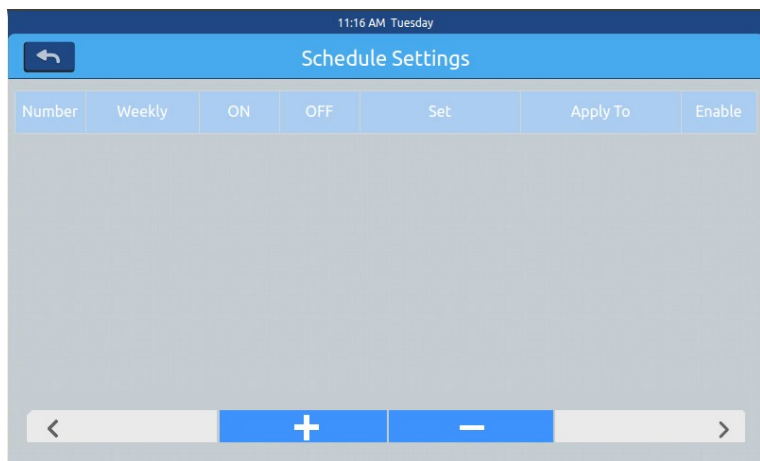 11:16 AM Tuesday
Schedule Settings
Number Weekly ON OFF Set Apply To Enable